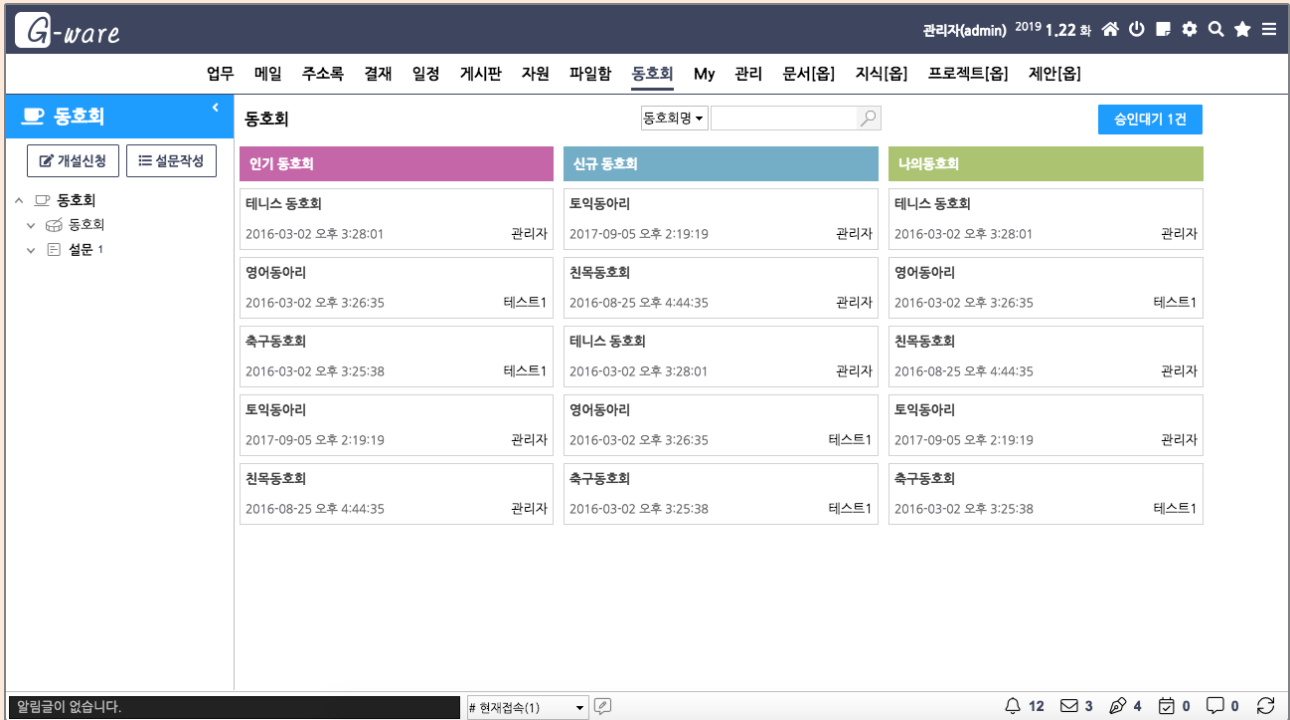 G-ware
관리자(admin) 2019 1.22 화
업무 메일 주소록 결재 일정 게시판 자원 파일함 동호회 My 관리 문서[옵] 지식[옵] 프로젝트[옵] 제안[옵]
동호회
개설신청 설문작성
동호회
동호회
설문 1
동호회 동호회명 승인대기 1건
인기 동호회
테니스 동호회
2016-03-02 오후 3:28:01 관리자
영어동아리
2016-03-02 오후 3:26:35 테스트1
축구동호회
2016-03-02 오후 3:25:38 테스트1
토익동아리
2017-09-05 오후 2:19:19 관리자
친목동호회
2016-08-25 오후 4:44:35 관리자
신규 동호회
토익동아리
2017-09-05 오후 2:19:19 관리자
친목동호회
2016-08-25 오후 4:44:35 관리자
테니스 동호회
2016-03-02 오후 3:28:01 관리자
영어동아리
2016-03-02 오후 3:26:35 테스트1
축구동호회
2016-03-02 오후 3:25:38 테스트1
나의동호회
테니스 동호회
2016-03-02 오후 3:28:01 관리자
영어동아리
2016-03-02 오후 3:26:35 테스트1
친목동호회
2016-08-25 오후 4:44:35 관리자
토익동아리
2017-09-05 오후 2:19:19 관리자
축구동호회
2016-03-02 오후 3:25:38 테스트1
알림글이 없습니다. # 현재접속(1) 12 3 4 0 0